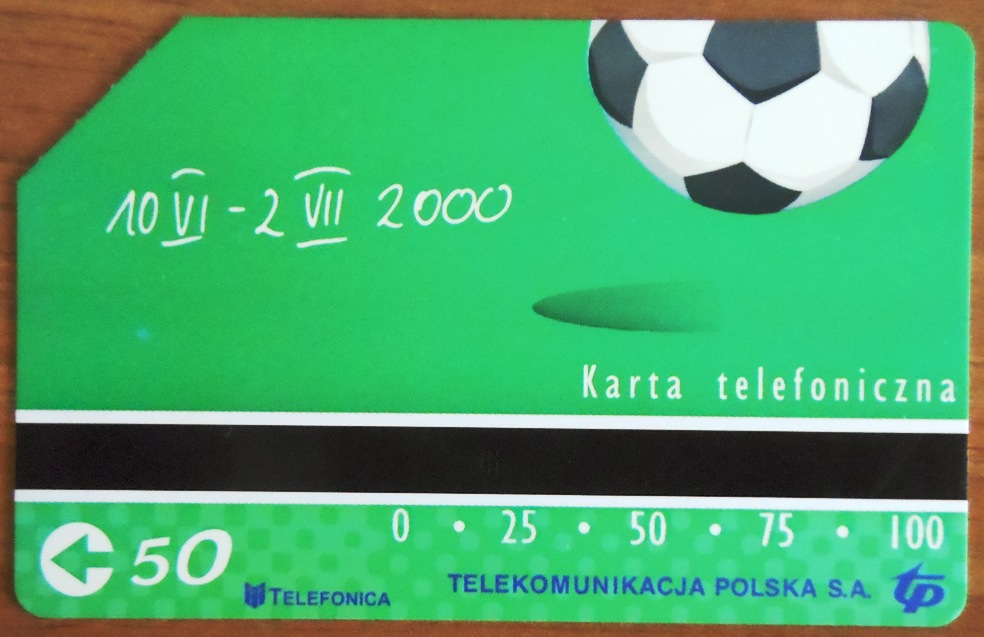 10 VI - 2 VII 2000
Karta telefoniczna
0 • 25 • 50 • 75 • 100
50
TELEFONICA
TELEKOMUNIKACJA POLSKA S.A.
tp